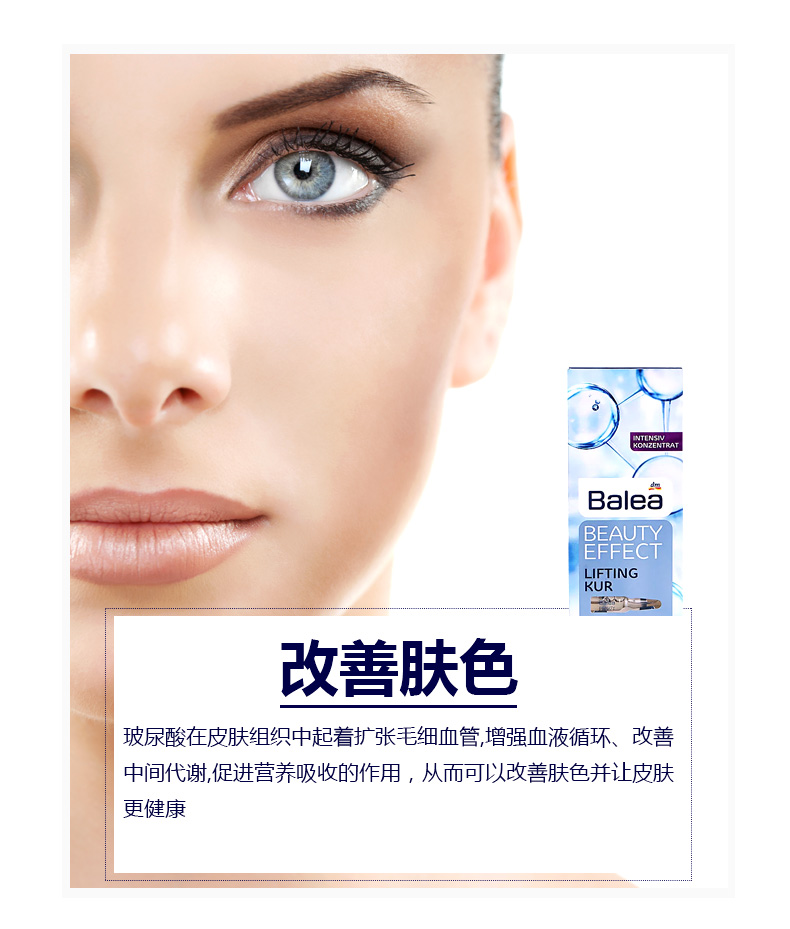 INTENSIV
KONZENTRAT
dm
Balea
BEAUTY
EFFECT
LIFTING
KUR
改善肤色
玻尿酸在皮肤组织中起着扩张毛细血管,增强血液循环、改善
中间代谢,促进营养吸收的作用，从而可以改善肤色并让皮肤
更健康